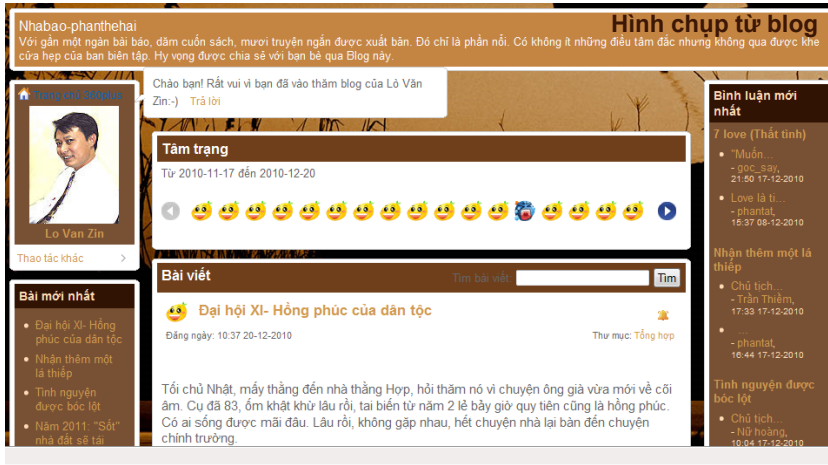 Hình chụp từ blog
Nhabao-phanthehai
Với gần một ngàn bài báo, dăm cuốn sách, mươi truyện ngắn được xuất bản. Đó chỉ là phần nổi. Có không ít những điều tâm đắc nhưng không qua được khe
cửa hẹp của ban biên tập. Hy vọng được chia sẽ với bạn bè qua Blog này.
Trang chủ 360plus
Lo Van Zin
Thao tác khác
Bài mới nhất
Đại hội XI- Hồng
phúc của dân tộc
Nhận thêm một
lá thiếp
Tình nguyện
được bóc lột
Năm 2011: "Sốt"
nhà đất sẽ tái
Chào bạn! Rất vui vì bạn đã vào thăm blog của Lò Văn
Zin:-) Trả lời
Tâm trạng
Từ 2010-11-17 đến 2010-12-20
Bài viết
Tìm bài viết: Tìm
Đại hội XI- Hồng phúc của dân tộc
Đăng ngày: 10:37 20-12-2010
Thư mục: Tổng hợp
Tối chủ Nhật, mấy thằng đến nhà thằng Hợp, hỏi thăm nó vì chuyện ông già vừa mới về cõi
âm. Cụ đã 83, ốm khật khừ lâu rồi, tai biến từ năm 2 lẻ bảy giờ quy tiên cũng là hồng phúc.
Có ai sống được mãi đâu. Lâu rồi, không gặp nhau, hết chuyện nhà lại bàn đến chuyện
chính trường.
Bình luận mới
nhất
7 love (Thất tình)
"Muốn...
- goc_say,
21:50 17-12-2010
Love là ti...
- phantat,
15:37 08-12-2010
Nhận thêm một lá
thiếp
Chủ tịch...
- Trần Thiềm,
17:33 17-12-2010
...
- phantat,
16:44 17-12-2010
Tình nguyện được
bóc lột
Chủ tịch...
- Nữ hoàng,
10:04 17-12-2010